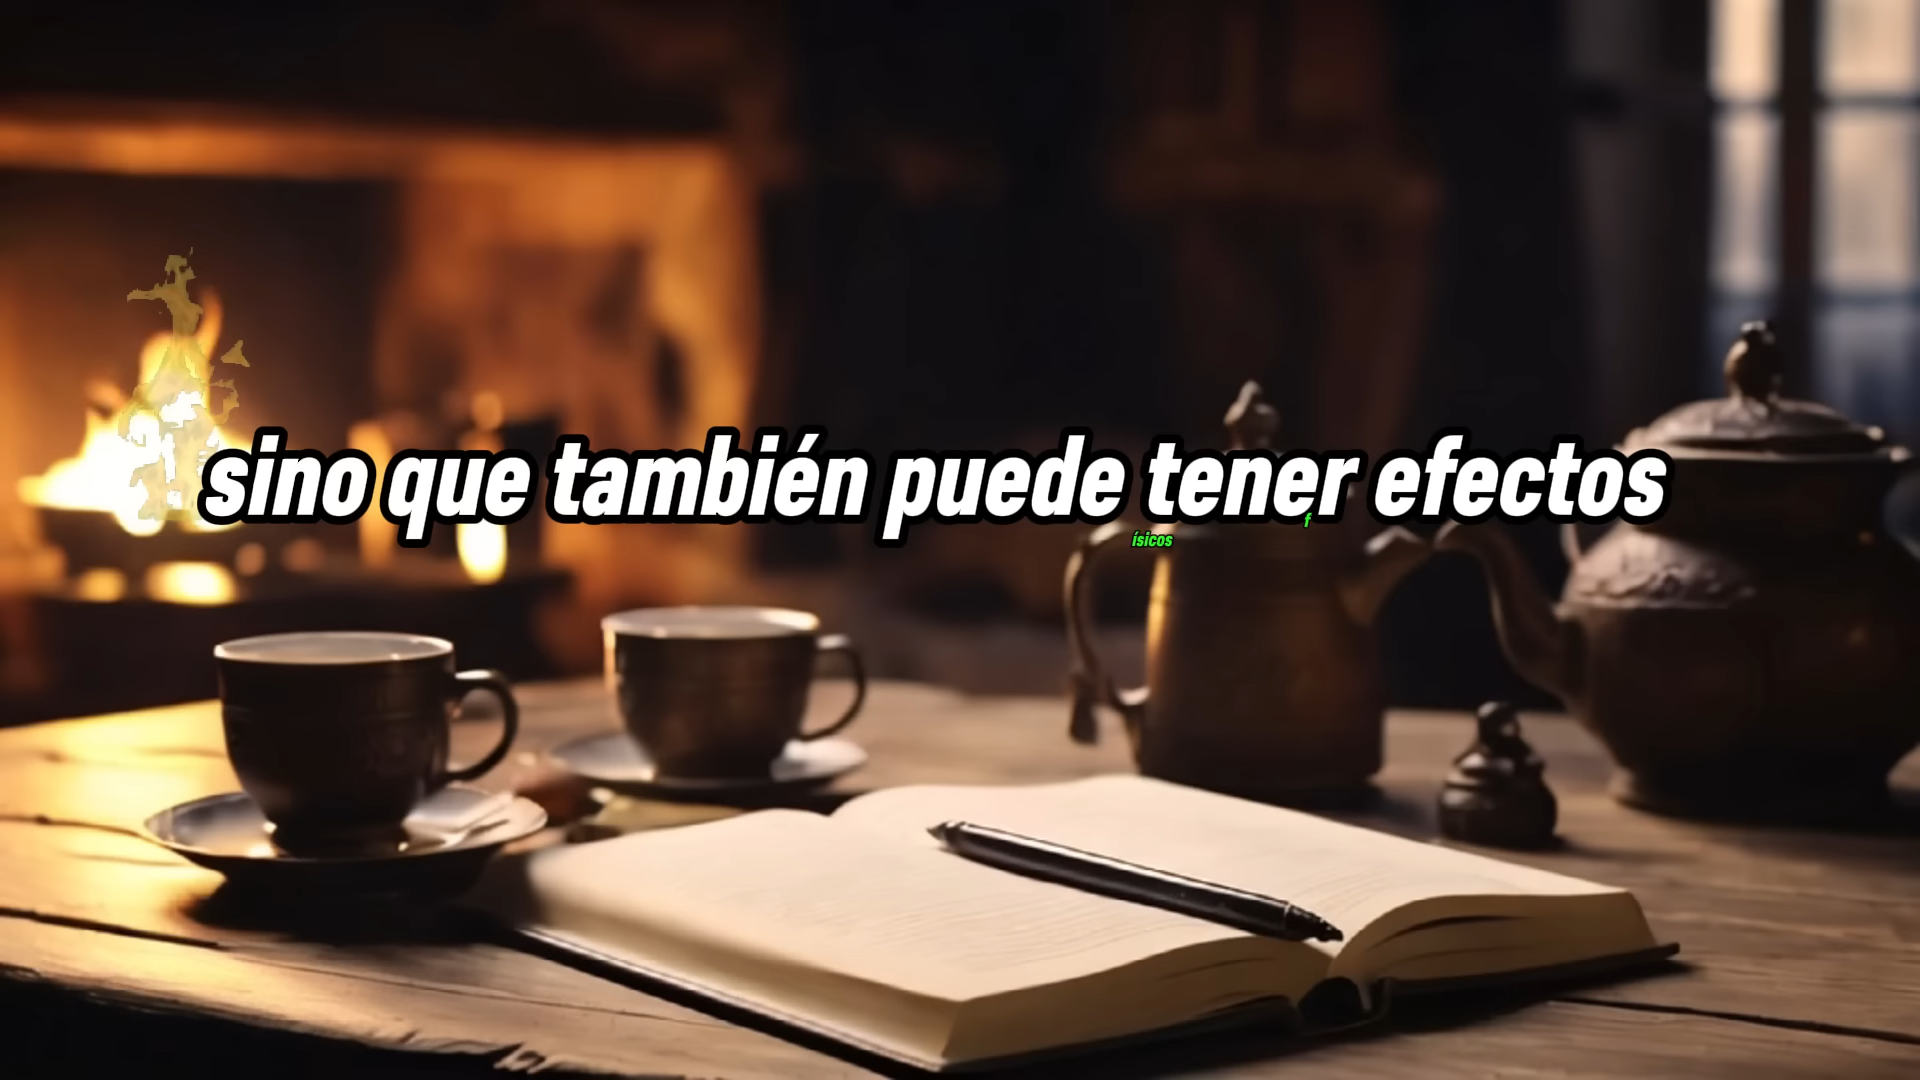 sino que también puede tener efectos
f
ísicos